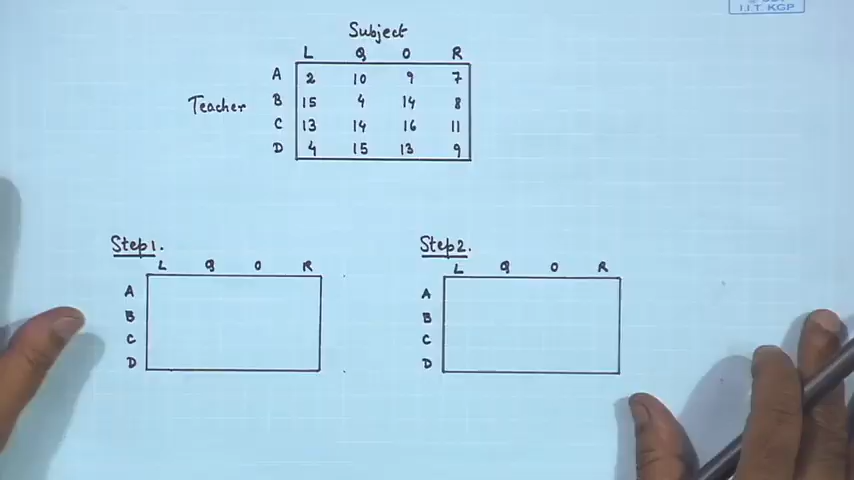 I.I.T. KGP
Subject
L Q O R
A 2 10 9 7
Teacher B 15 4 14 8
C 13 14 16 11
D 4 15 13 9
Step1. Step2.
L Q O R L Q O R
A A
B B
C C
D D